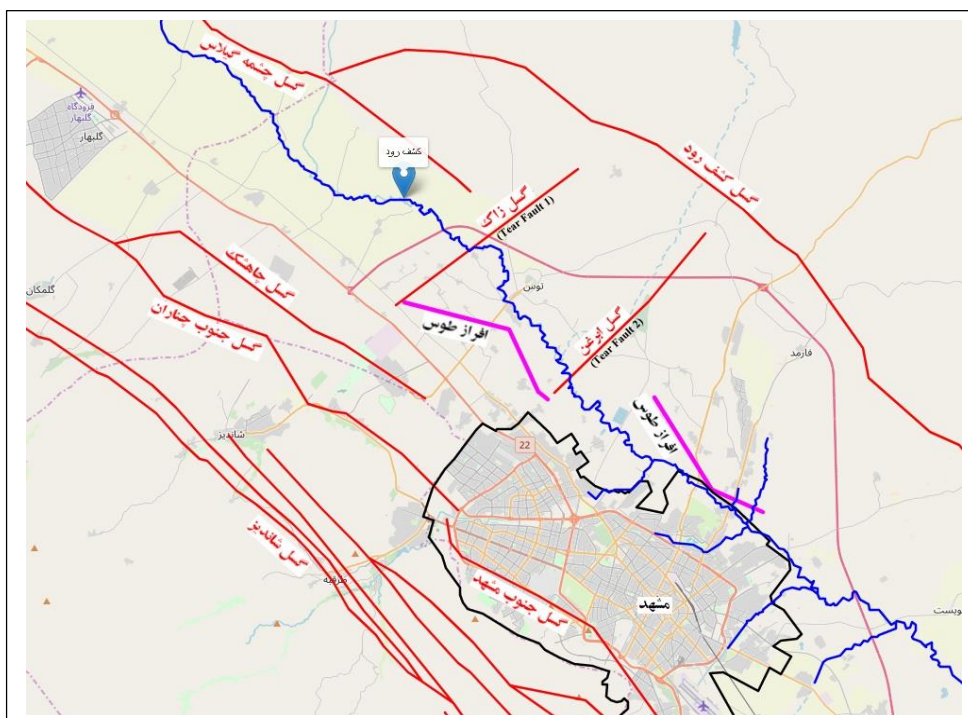 گسل چشمه گیلاس
فرودگاه
گلبهار
گلبهار
کشف رود
گسل کشف رود
گسل زاک
(Tear Fault 1)
گسل چاهشک
گلمکان
توس
گسل ابرغن
(Tear Fault 2)
افراز طوس
گسل جنوب چناران
فارمد
افراز طوس
شاندیز
22
گسل شاندیز
طرقبه
گسل جنوب مشهد
مشهد